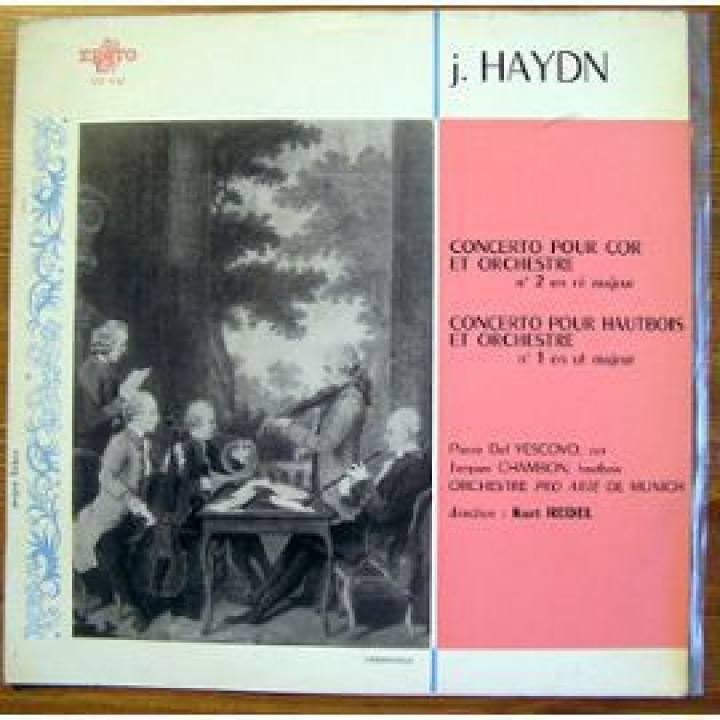 ERATO
j. HAYDN
CONCERTO POUR COR
ET ORCHESTRE
n° 2 en ré majeur
CONCERTO POUR HAUTBOIS
ET ORCHESTRE
n° 1 en ut majeur
Pierre Del VESCOVO, cor
Jacques CHAMBON, hautbois
ORCHESTRE PRO ARTE DE MUNICH
direction : Kurt REDEL